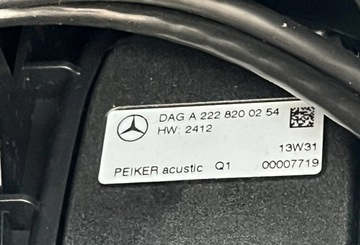 DAG A 222 820 02 54
HW: 2412
13W31
PEIKER acustic Q1 00007719